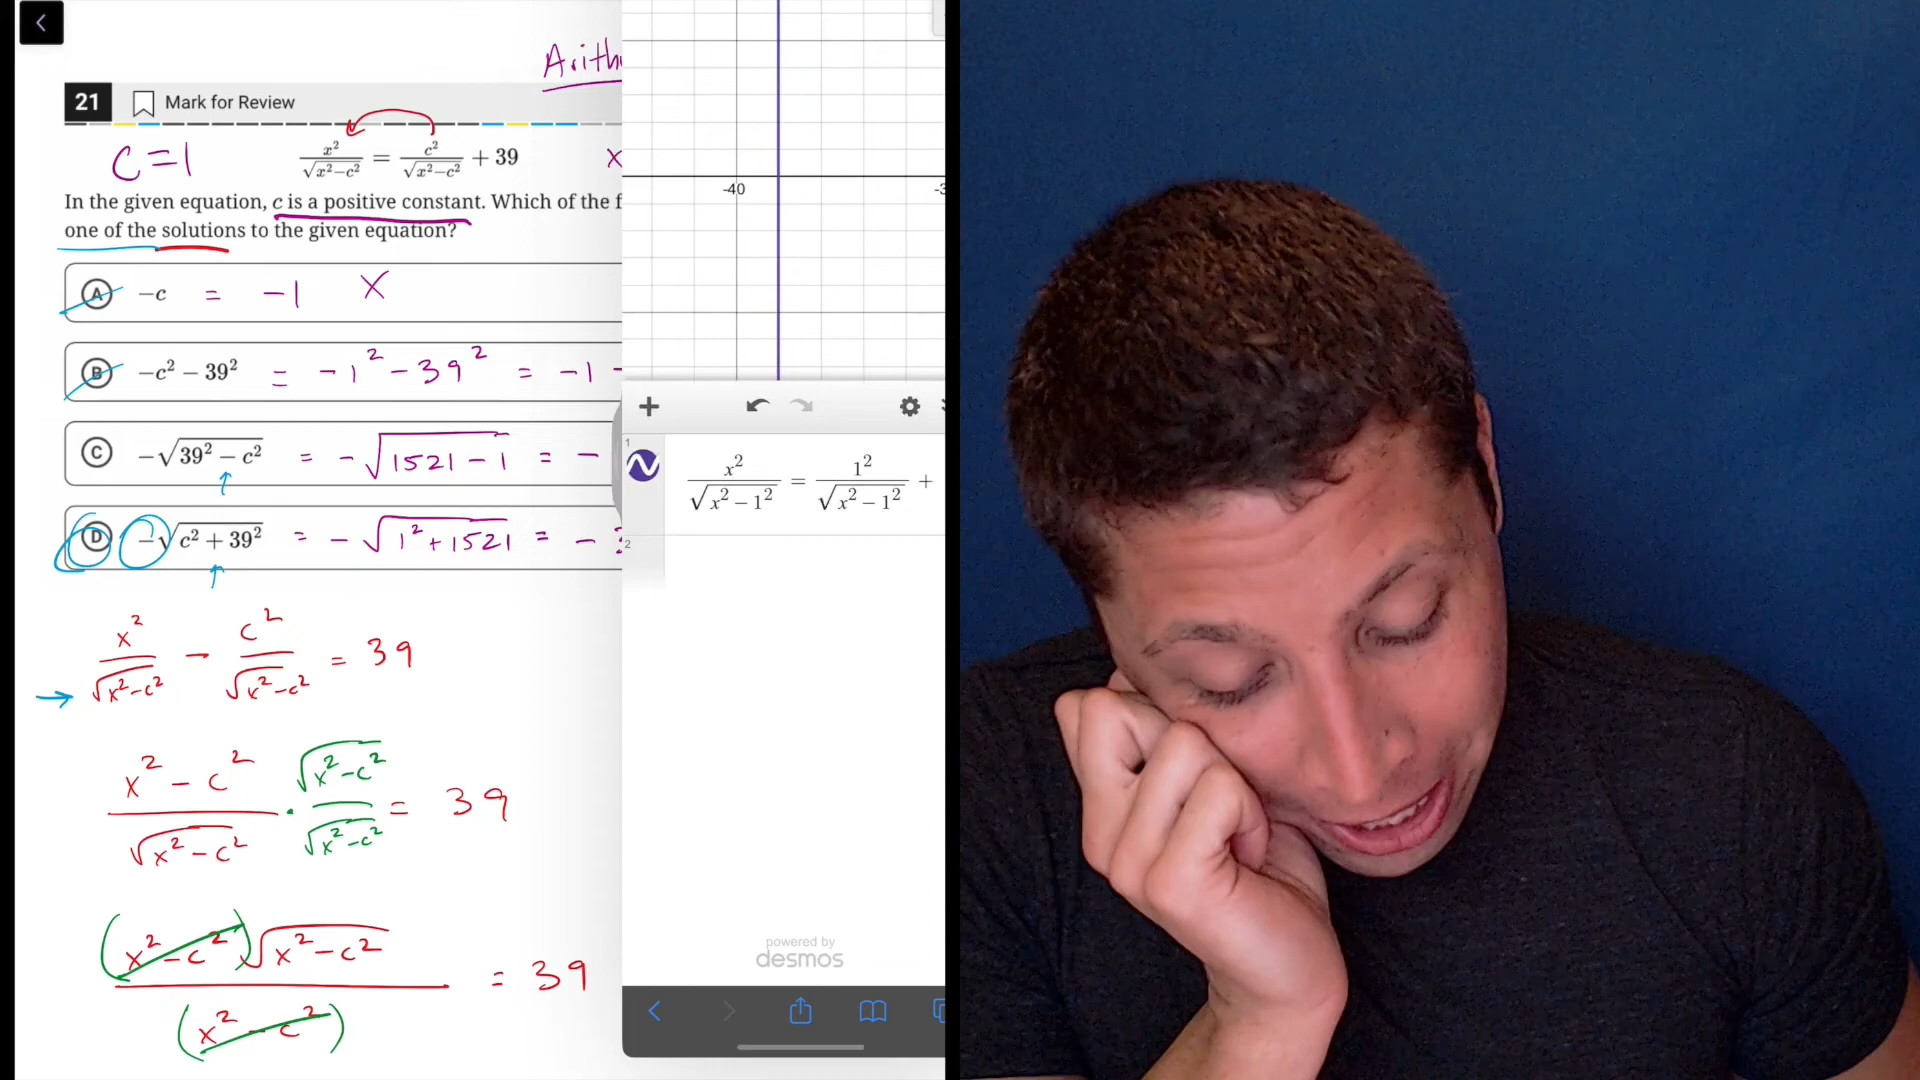 Arith
21 Mark for Review
C=1
x²/√x²−c² = c²/√x²−c² + 39
x
In the given equation, c is a positive constant. Which of the f
one of the solutions to the given equation?
A −c = −1 X
B −c² − 39² = −1² − 39² = −1 −
C −√39² − c² = −√1521 − 1 = −
D −√c² + 39² = −√1² + 1521 = −
x²/√x²−c² − c²/√x²−c² = 39
x² − c²/√x² − c² · √x²−c²/√x²−c² = 39
(x² − c²)√x² − c²/(x² − c²) = 39
-40
-3
1
x²/√x² − 1² = 1²/√x² − 1² +
2
powered by
desmos